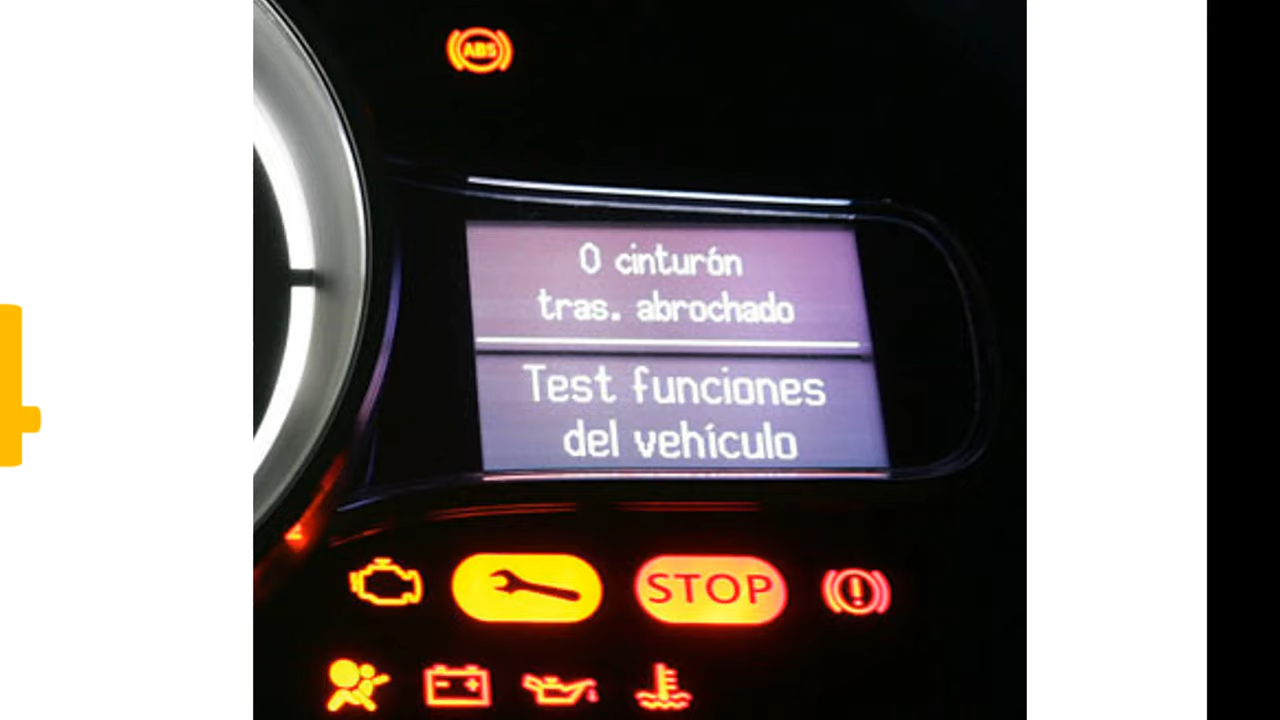 ABS
0 cinturón
tras. abrochado
Test funciones
del vehículo
STOP